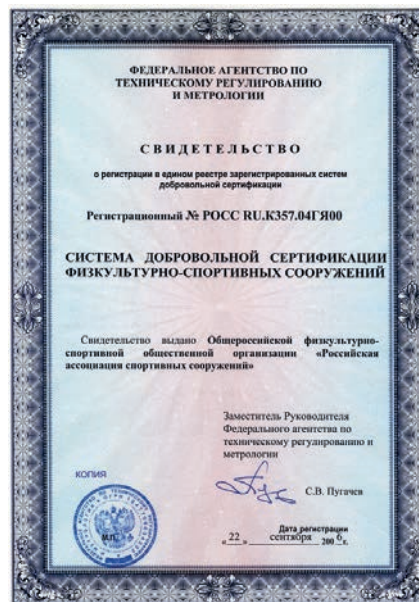 ФЕДЕРАЛЬНОЕ АГЕНТСТВО ПО
ТЕХНИЧЕСКОМУ РЕГУЛИРОВАНИЮ
И МЕТРОЛОГИИ
СВИДЕТЕЛЬСТВО
о регистрации в едином реестре зарегистрированных систем
добровольной сертификации
Регистрационный № РОСС RU.К357.04ГЯ00
СИСТЕМА ДОБРОВОЛЬНОЙ СЕРТИФИКАЦИИ
ФИЗКУЛЬТУРНО-СПОРТИВНЫХ СООРУЖЕНИЙ
Свидетельство выдано Общероссийской физкультурно-
спортивной общественной организации «Российская
ассоциация спортивных сооружений»
Заместитель Руководителя
Федерального агентства по
техническому регулированию и
метрологии
КОПИЯ
С.В. Пугачев
М.П.
Дата регистрации
«22» сентября 2006 г.